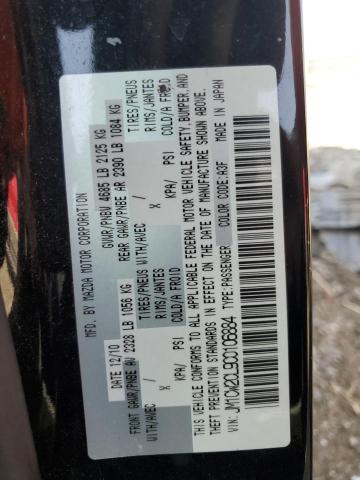 MFD. BY MAZDA MOTOR CORPORATION
DATE 12/10 GVWR/PNBV 4685 LB 2125 KG
FRONT GAWR/PNBE AV 2328 LB 1056 KG REAR GAWR/PNBE AR 2390 LB 1084 KG
WITH/AVEC TIRES/PNEUS WITH/AVEC TIRES/PNEUS
/ X RIMS/JANTES / X RIMS/JANTES
KPA/ PSI COLD/A FROID KPA/ PSI COLD/A FROID
THIS VEHICLE CONFORMS TO ALL APPLICABLE FEDERAL MOTOR VEHICLE SAFETY, BUMPER, AND
THEFT PREVENTION STANDARDS IN EFFECT ON THE DATE OF MANUFACTURE SHOWN ABOVE.
JM1CW2CL9C0106884 MADE IN JAPAN
VIN: TYPE:PASSENGER COLOR CODE:A3F